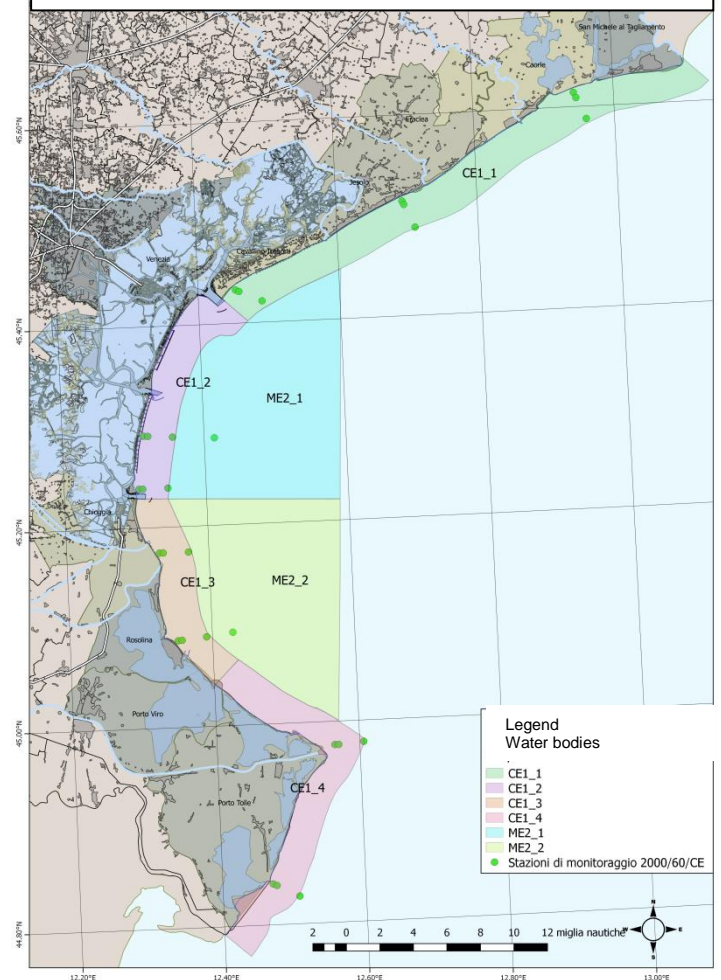 San Michele al Tagliamento
Caorle
Eraclea
45.60°N
CE1_1
Jesolo
Cavallino-Treporti
Venezia
45.40°N
CE1_2
ME2_1
Chioggia
45.20°N
CE1_3
ME2_2
Rosolina
Porto Viro
45.00°N
Legend
Water bodies
CE1_1
CE1_2
CE1_3
CE1_4
ME2_1
ME2_2
Stazioni di monitoraggio 2000/60/CE
CE1_4
Porto Tolle
44.80°N
2 0 2 4 6 8 10 12 miglia nautiche
N
W E
S
12.20°E 12.40°E 12.60°E 12.80°E 13.00°E